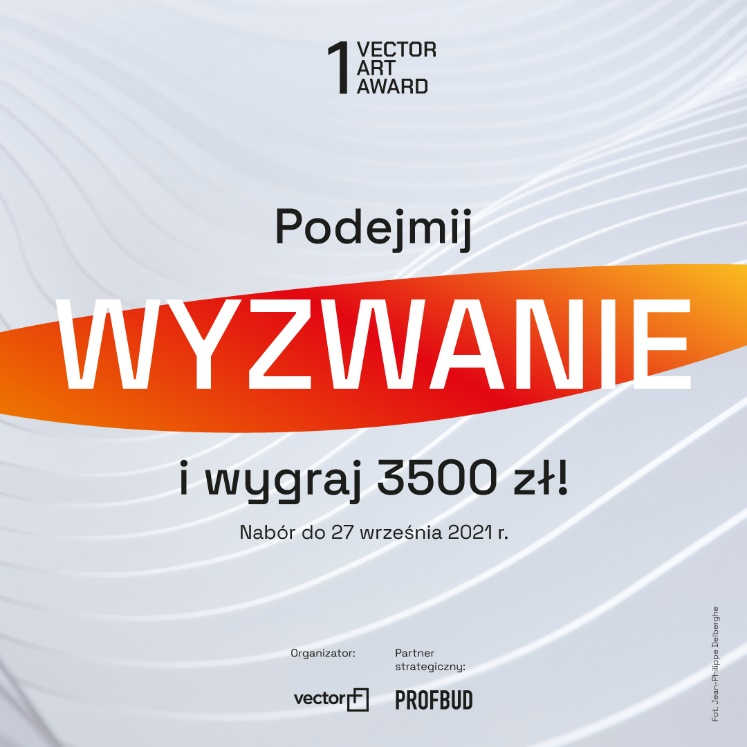 1 VECTOR
ART
AWARD
Podejmij
WYZWANIE
i wygraj 3500 zł!
Nabór do 27 września 2021 r.
Organizator:
vector
Partner
strategiczny:
PROFBUD
Fot. Jean-Philippe Delberghe